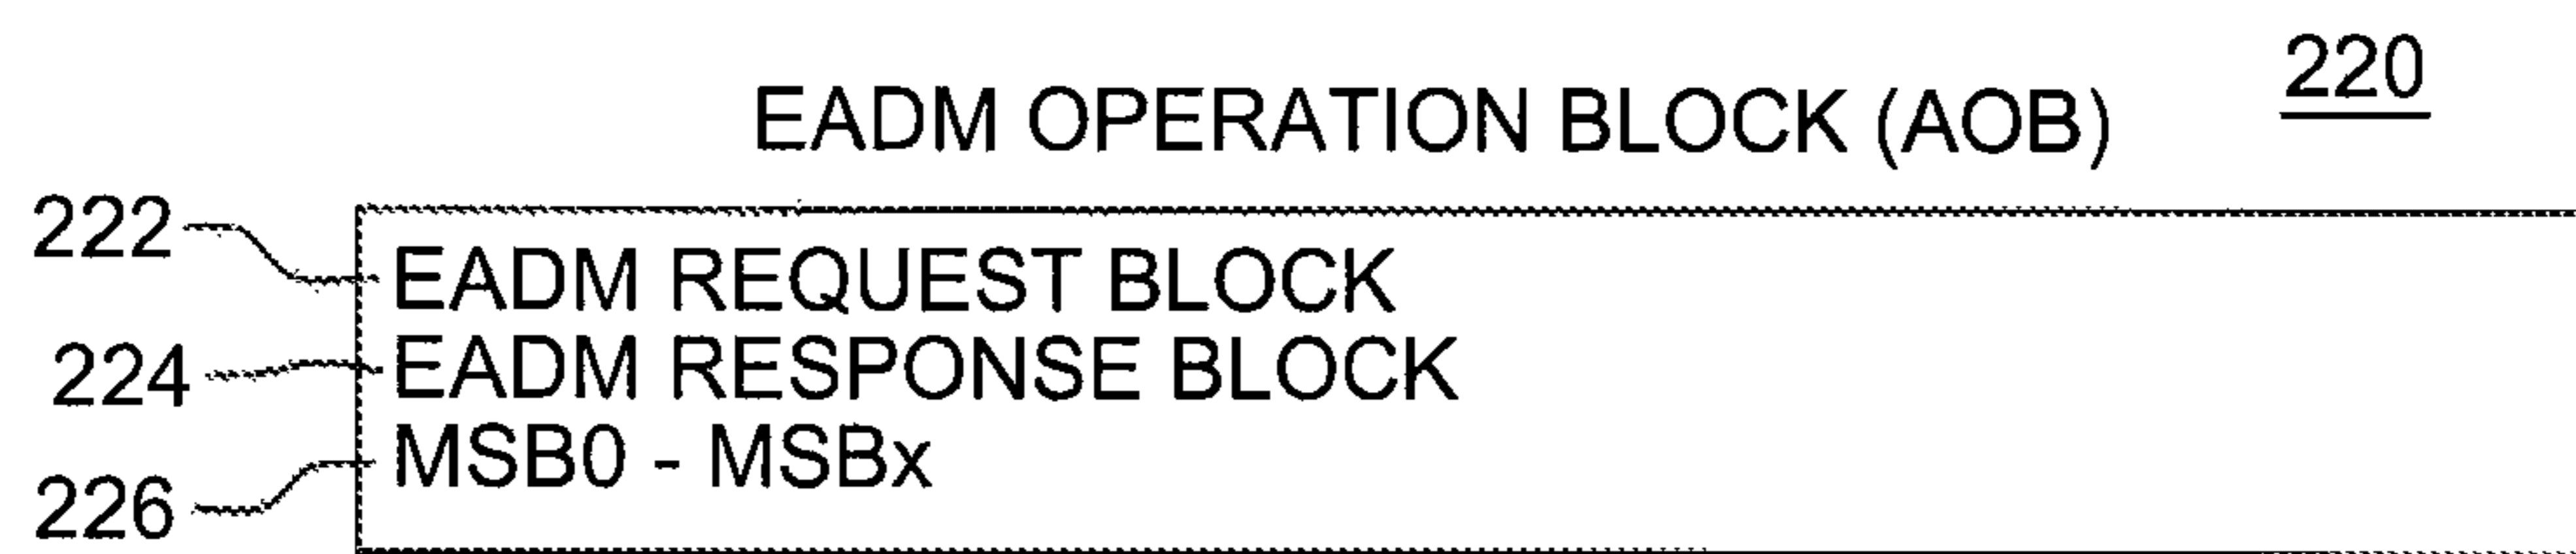 220
EADM OPERATION BLOCK (AOB)
222
EADM REQUEST BLOCK
224
EADM RESPONSE BLOCK
226
MSB0 - MSBx